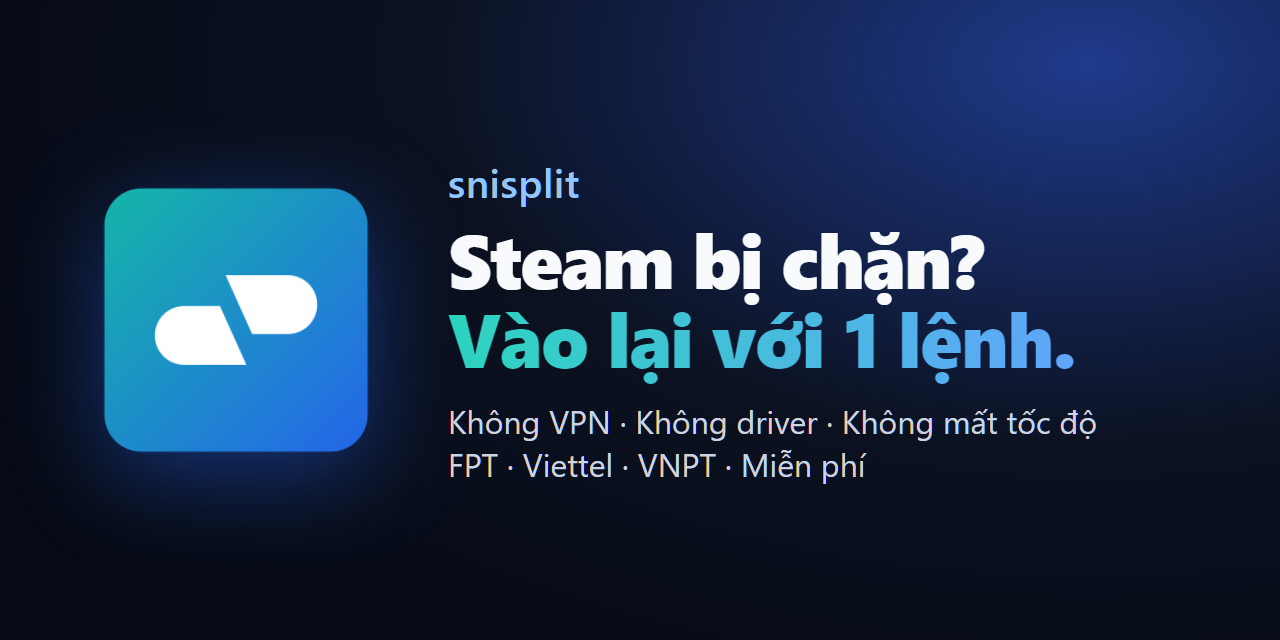 snisplit
Steam bị chặn?
Vào lại với 1 lệnh.
Không VPN · Không driver · Không mất tốc độ
FPT · Viettel · VNPT · Miễn phí